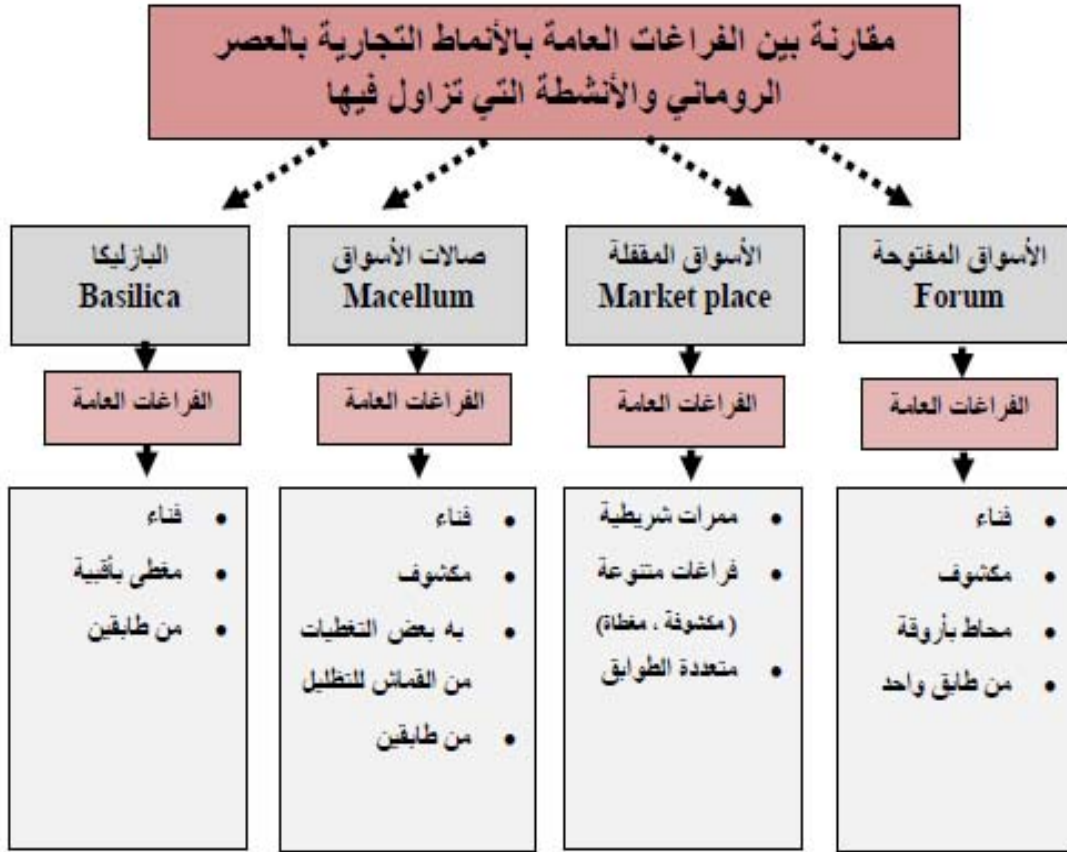 مقارنة بين الفراغات العامة بالأنماط التجارية بالعصر
الروماني والأنشطة التي تزاول فيها
الأسواق المفتوحة
Forum
الأسواق المقفلة
Market place
صالات الأسواق
Macellum
البازليكا
Basilica
الفراغات العامة
الفراغات العامة
الفراغات العامة
الفراغات العامة
• فناء
• مكشوف
• محاط بأروقة
• من طابق واحد
• ممرات شريطية
• فراغات متنوعة
(مكشوفة ، مغطاة)
• متعددة الطوابق
• فناء
• مكشوف
• به بعض التغطيات
من القماش للتظليل
• من طابقين
• فناء
• مغطى بأقبية
• من طابقين